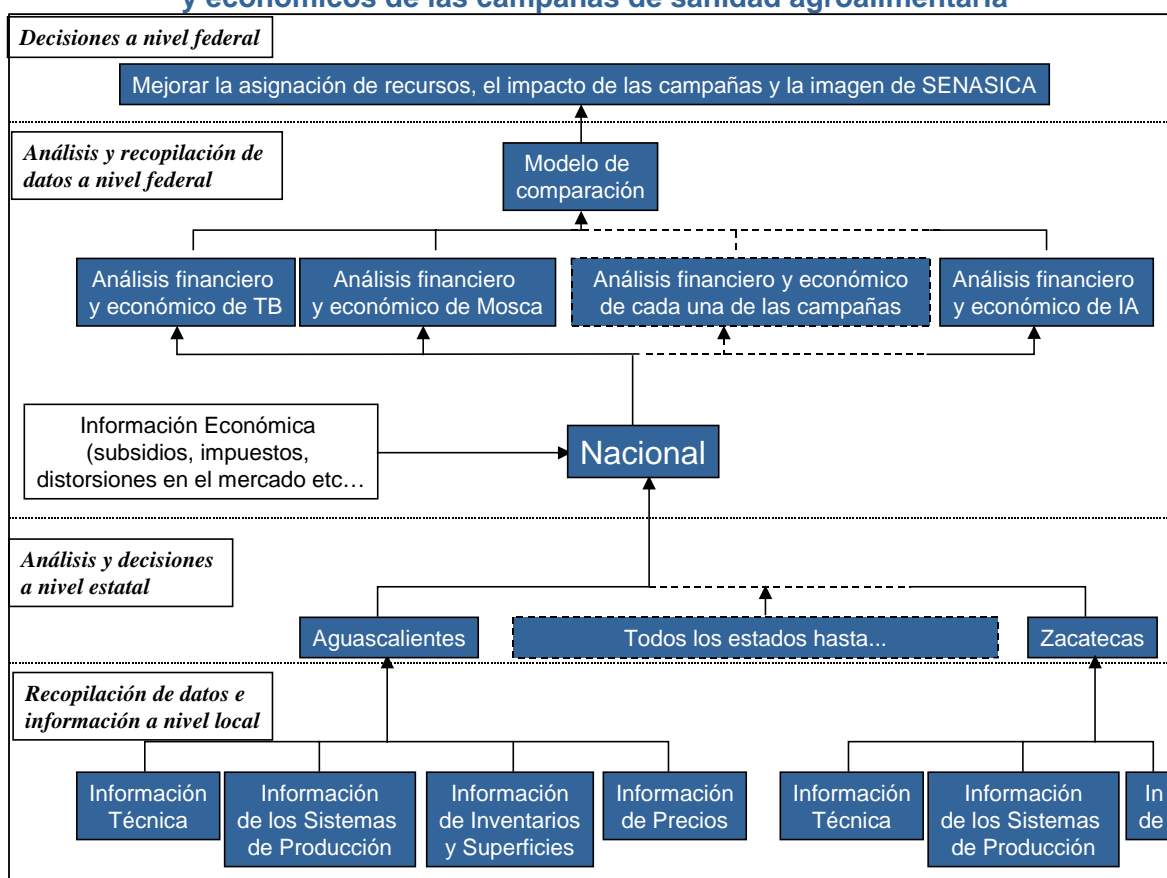 y económicos de las campañas de sanidad agroalimentaria
Decisiones a nivel federal
Mejorar la asignación de recursos, el impacto de las campañas y la imagen de SENASICA
Análisis y recopilación de
datos a nivel federal
Modelo de
comparación
Análisis financiero
y económico de TB
Análisis financiero
y económico de Mosca
Análisis financiero y económico
de cada una de las campañas
Análisis financiero
y económico de IA
Información Económica
(subsidios, impuestos,
distorsiones en el mercado etc…
Nacional
Análisis y decisiones
a nivel estatal
Aguascalientes
Todos los estados hasta...
Zacatecas
Recopilación de datos e
información a nivel local
Información
Técnica
Información
de los Sistemas
de Producción
Información
de Inventarios
y Superficies
Información
de Precios
Información
Técnica
Información
de los Sistemas
de Producción
In
de